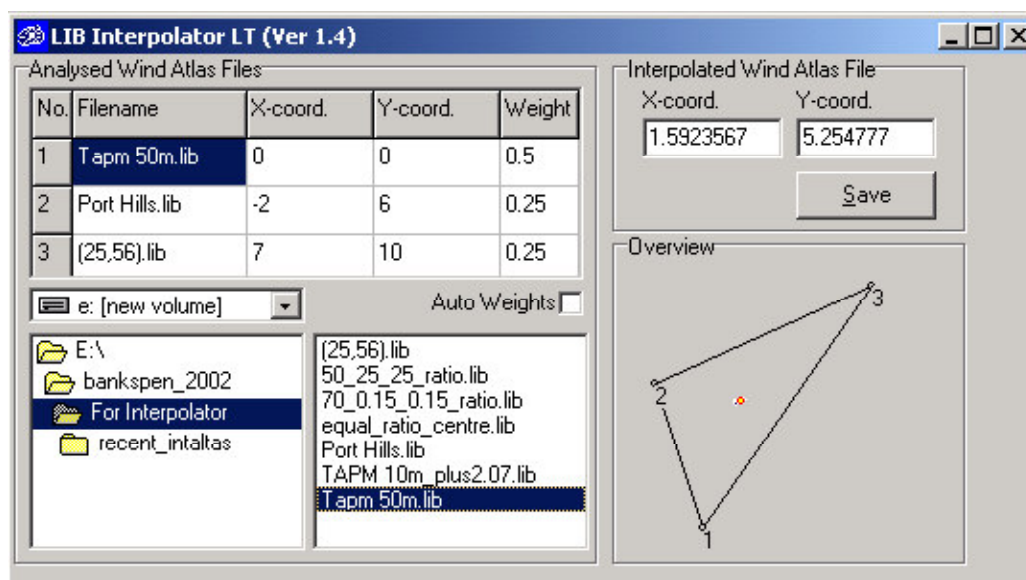 LIB Interpolator LT (Ver 1.4)
Analysed Wind Atlas Files
No. Filename X-coord. Y-coord. Weight
1 Tapm 50m.lib 0 0 0.5
2 Port Hills.lib -2 6 0.25
3 (25,56).lib 7 10 0.25
e: [new volume]
Auto Weights
E:\
bankspen_2002
For Interpolator
recent_intaltas
(25,56).lib
50_25_25_ratio.lib
70_0.15_0.15_ratio.lib
equal_ratio_centre.lib
Port Hills.lib
TAPM 10m_plus2.07.lib
Tapm 50m.lib
Interpolated Wind Atlas File
X-coord. Y-coord.
1.5923567 5.254777
Save
Overview
3
2
1